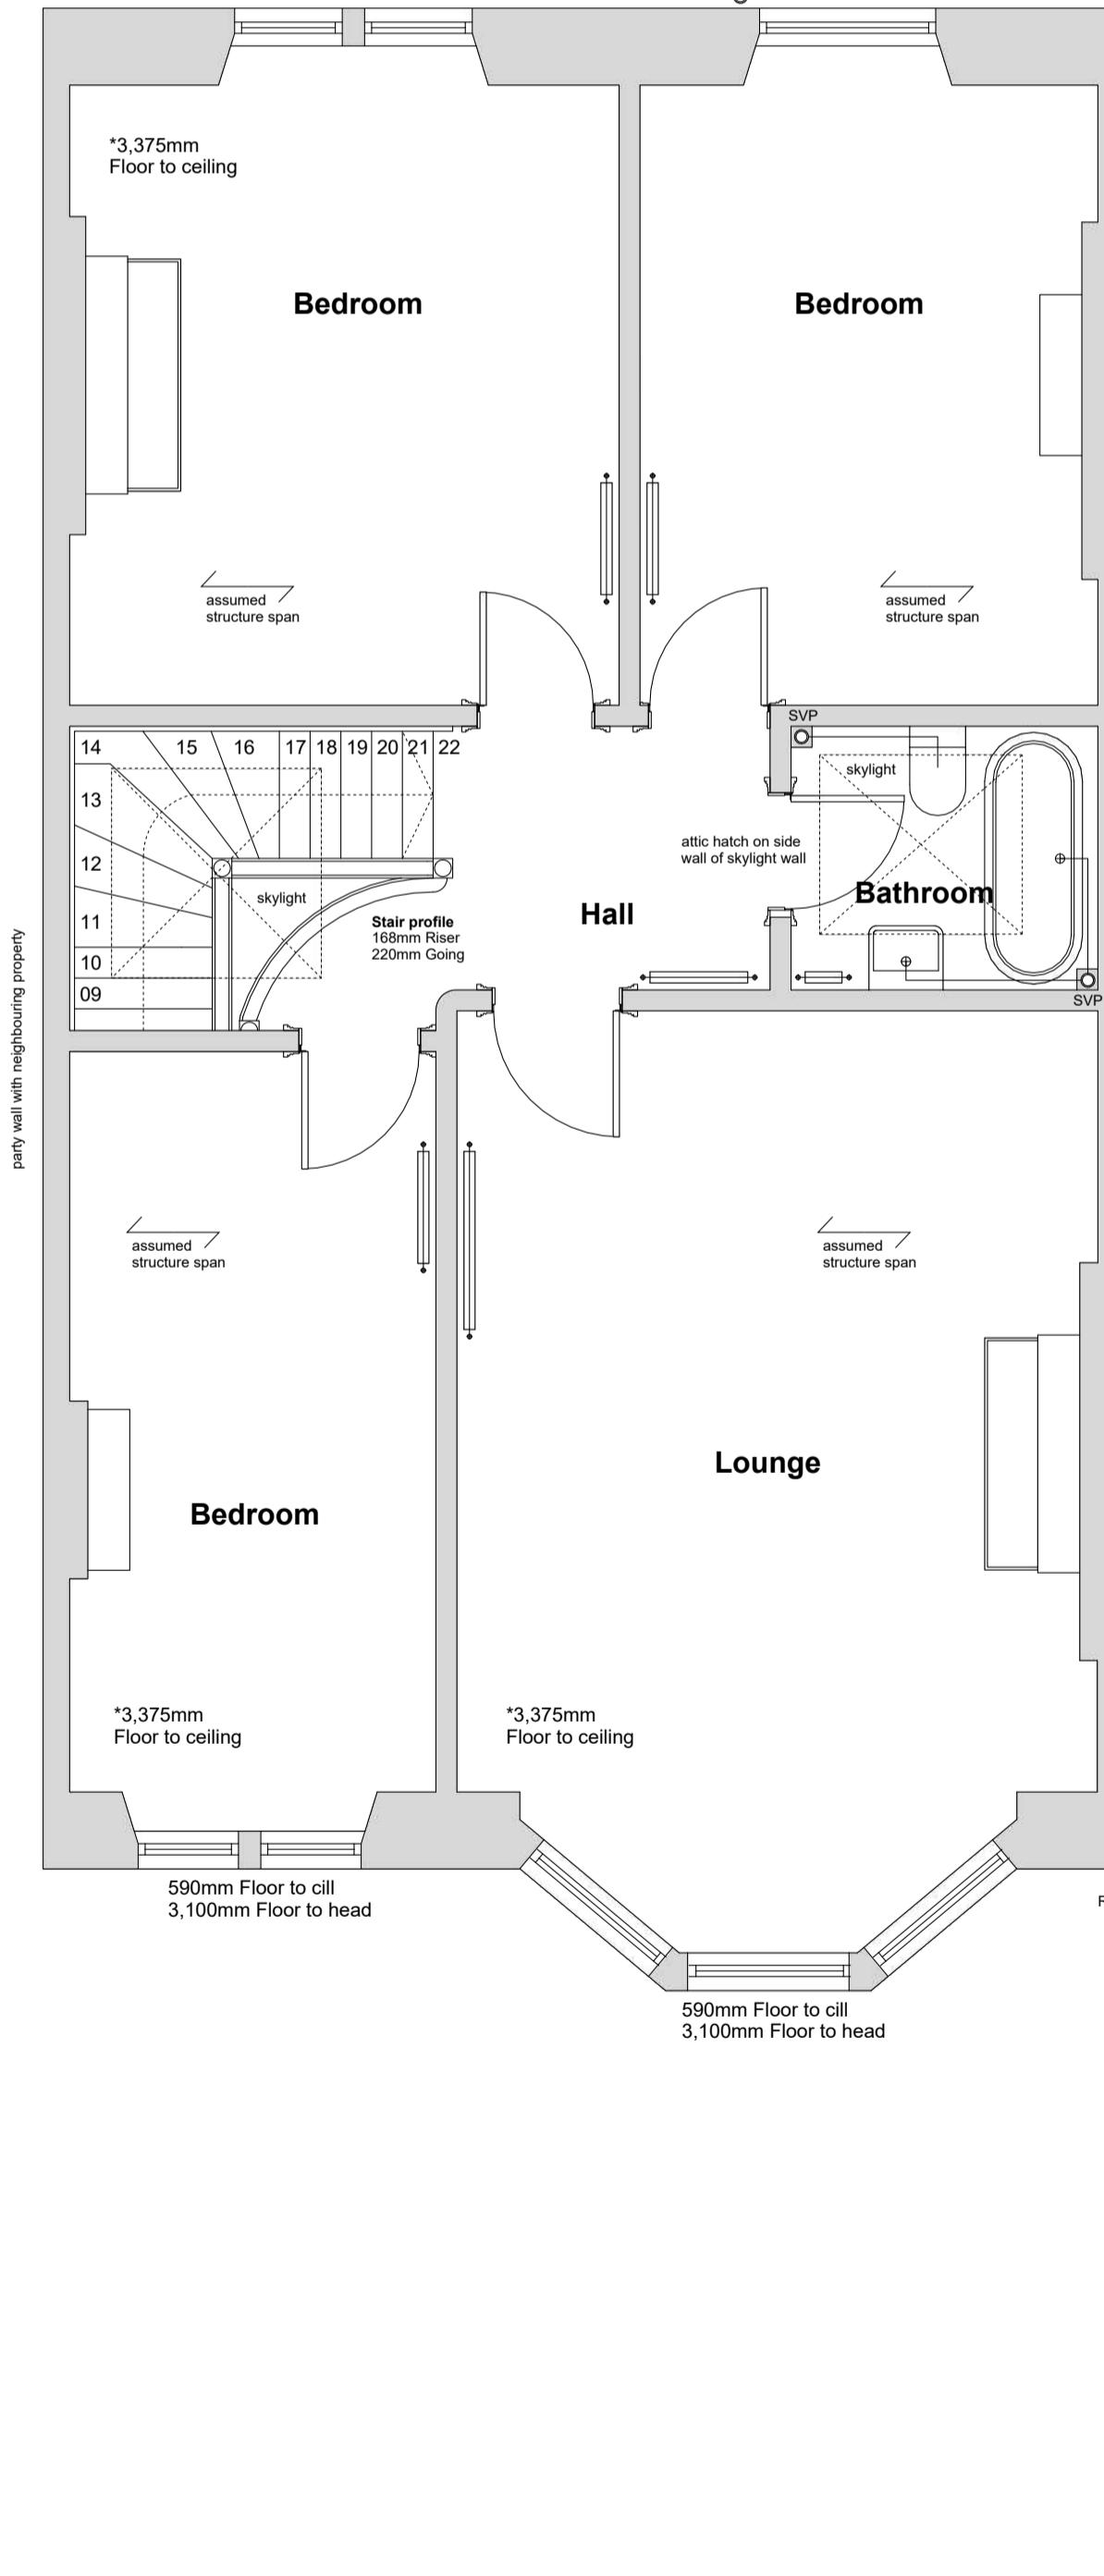 *3,375mm
Floor to ceiling
Bedroom
Bedroom
assumed
structure span
assumed
structure span
SVP
14 15 16 17 18 19 20 21 22
13
12
11
10
09
skylight
skylight
attic hatch on side
wall of skylight wall
Bathroom
Hall
Stair profile
168mm Riser
220mm Going
SVP
party wall with neighbouring property
assumed
structure span
assumed
structure span
Lounge
Bedroom
*3,375mm
Floor to ceiling
*3,375mm
Floor to ceiling
590mm Floor to cill
3,100mm Floor to head
590mm Floor to cill
3,100mm Floor to head